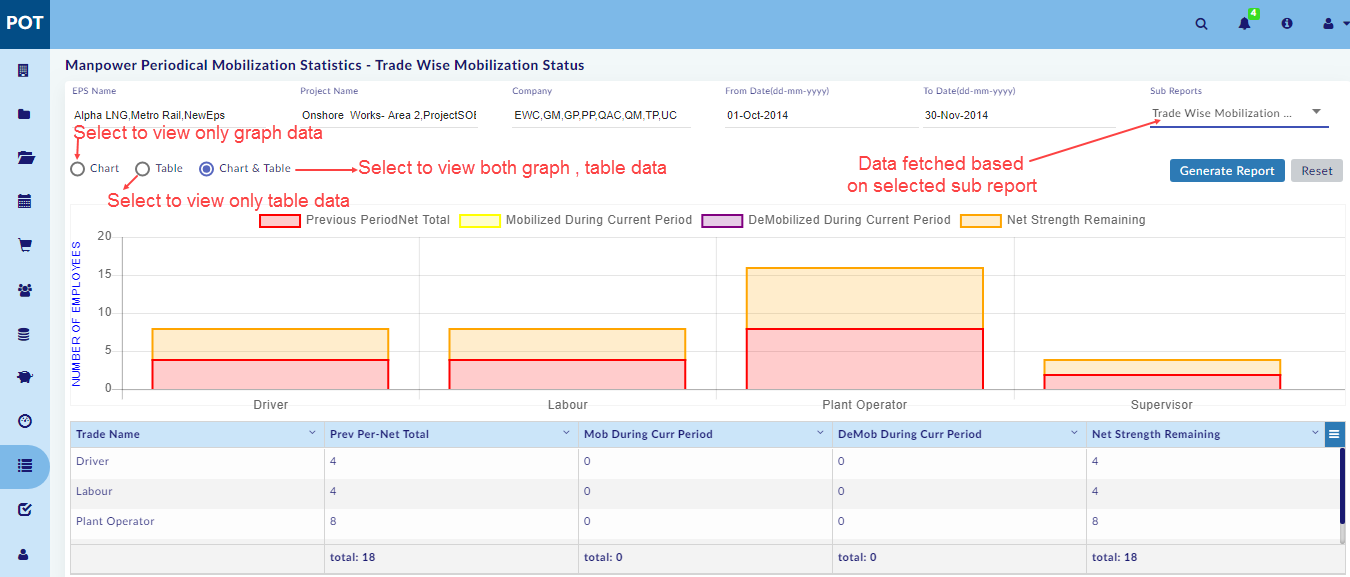 POT
4
Manpower Periodical Mobilization Statistics - Trade Wise Mobilization Status
EPS Name
Project Name
Company
From Date(dd-mm-yyyy)
To Date(dd-mm-yyyy)
Sub Reports
Alpha LNG,Metro Rail,NewEps
Onshore Works- Area 2,ProjectSOE
EWC,GM,GP,PP,QAC,QM,TP,UC
01-Oct-2014
30-Nov-2014
Trade Wise Mobilization ...
Select to view only graph data
Chart
Table
Chart & Table
Select to view both graph , table data
Data fetched based
on selected sub report
Generate Report
Reset
Select to view only table data
Previous PeriodNet Total
Mobilized During Current Period
DeMobilized During Current Period
Net Strength Remaining
NUMBER OF EMPLOYEES
20
15
10
5
0
Driver
Labour
Plant Operator
Supervisor
Trade Name
Prev Per-Net Total
Mob During Curr Period
DeMob During Curr Period
Net Strength Remaining
Driver
4
0
0
4
Labour
4
0
0
4
Plant Operator
8
0
0
8
total: 18
total: 0
total: 0
total: 18